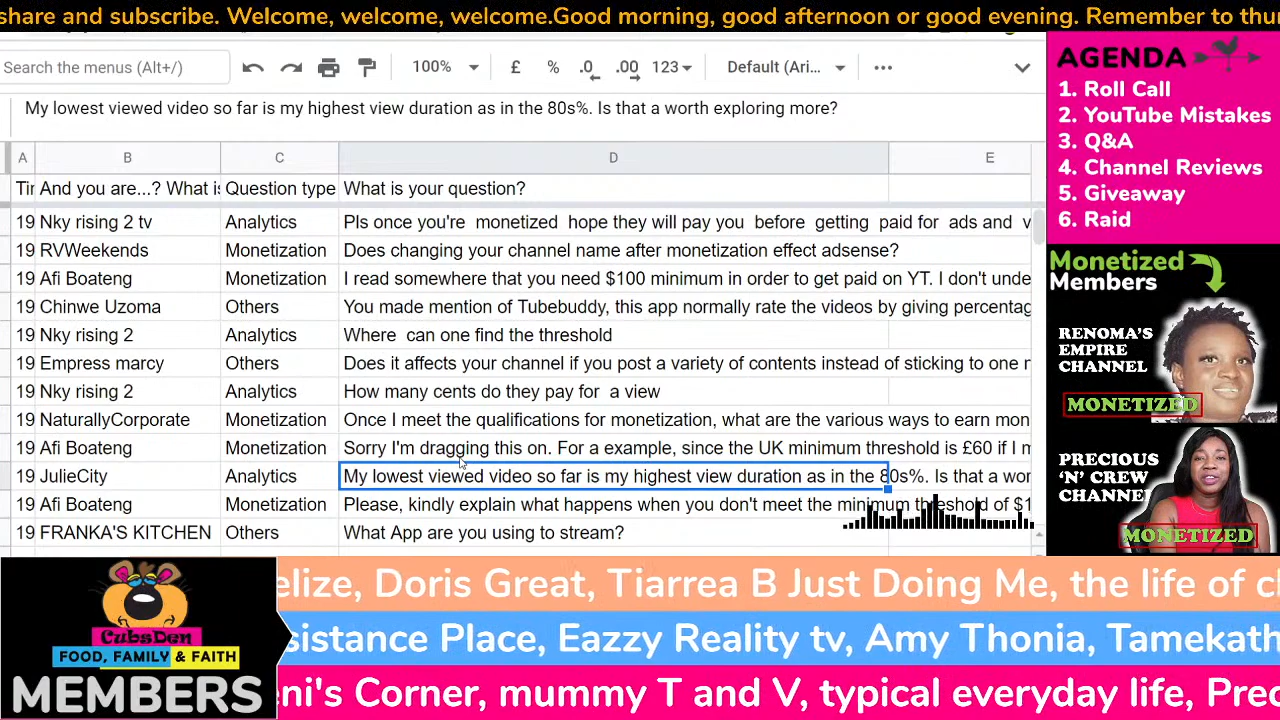 share and subscribe. Welcome, welcome, welcome.Good morning, good afternoon or good evening. Remember to thu
Search the menus (Alt+/)
100%
£
%
.0
.00
123
Default (Ari...
My lowest viewed video so far is my highest view duration as in the 80s%. Is that a worth exploring more?
A B C D E
And you are...? What is Question type What is your question?
19 Nky rising 2 tv Analytics Pls once you're monetized hope they will pay you before getting paid for ads and v
19 RVWeekends Monetization Does changing your channel name after monetization effect adsense?
19 Afi Boateng Monetization I read somewhere that you need $100 minimum in order to get paid on YT. I don't unde
19 Chinwe Uzoma Others You made mention of Tubebuddy, this app normally rate the videos by giving percentag
19 Nky rising 2 Analytics Where can one find the threshold
19 Empress marcy Others Does it affects your channel if you post a variety of contents instead of sticking to one n
19 Nky rising 2 Analytics How many cents do they pay for a view
19 NaturallyCorporate Monetization Once I meet the qualifications for monetization, what are the various ways to earn mon
19 Afi Boateng Monetization Sorry I'm dragging this on. For a example, since the UK minimum threshold is £60 if I m
19 JulieCity Analytics My lowest viewed video so far is my highest view duration as in the 80s%. Is that a wor
19 Afi Boateng Monetization Please, kindly explain what happens when you don't meet the minimum threshold of $1
19 FRANKA'S KITCHEN Others What App are you using to stream?
AGENDA
1. Roll Call
2. YouTube Mistakes
3. Q&A
4. Channel Reviews
5. Giveaway
6. Raid
Monetized
Members
RENOMA'S
EMPIRE
CHANNEL
MONETIZED
PRECIOUS
'N' CREW
CHANNEL
MONETIZED
CubsDen
FOOD, FAMILY & FAITH
MEMBERS
elize, Doris Great, Tiarrea B Just Doing Me, the life of c
sistance Place, Eazzy Reality tv, Amy Thonia, Tamekath
eni's Corner, mummy T and V, typical everyday life, Prec